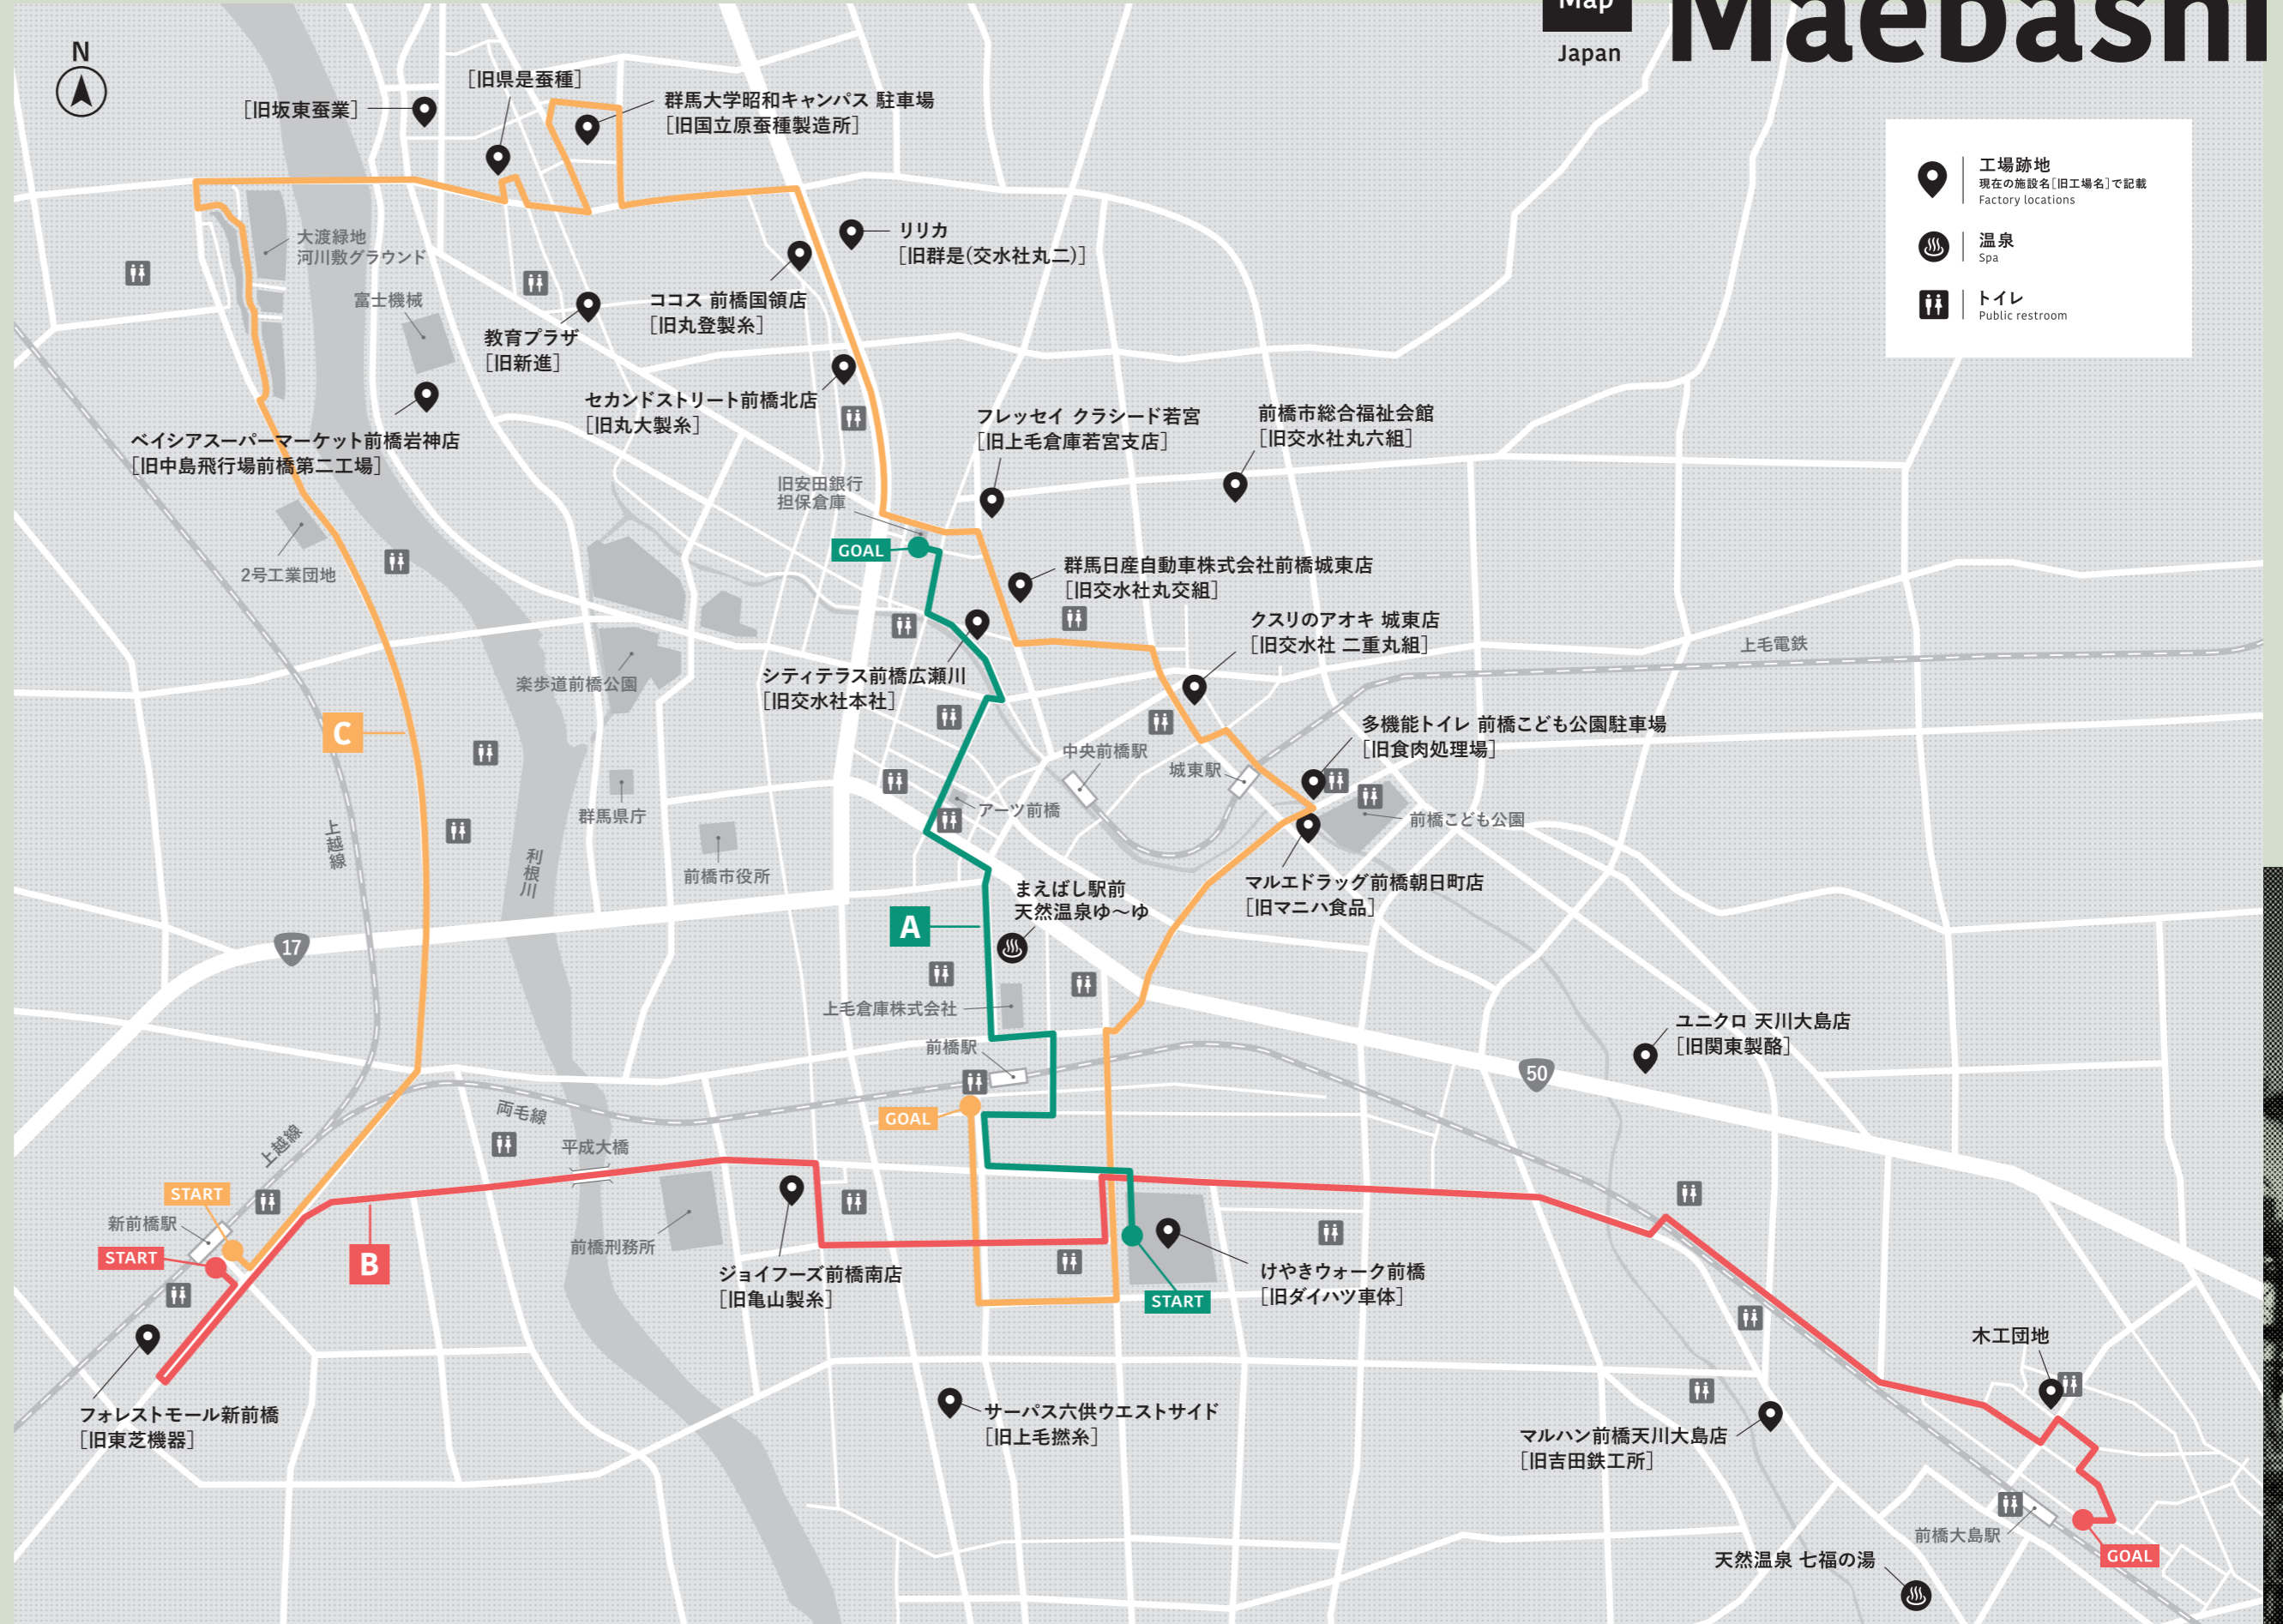 Map
Japan
Maebashi
N
工場跡地
現在の施設名[旧工場名]で記載
Factory locations
温泉
Spa
トイレ
Public restroom
[旧県是蚕種]
[旧坂東蚕業]
群馬大学昭和キャンパス 駐車場
[旧国立原蚕種製造所]
大渡緑地
河川敷グラウンド
富士機械
リリカ
[旧群是(交水社丸二)]
ココス 前橋国領店
[旧丸登製糸]
教育プラザ
[旧新進]
セカンドストリート前橋北店
[旧丸大製糸]
ベイシアスーパーマーケット前橋岩神店
[旧中島飛行場前橋第二工場]
フレッセイ クラシード若宮
[旧上毛倉庫若宮支店]
前橋市総合福祉会館
[旧交水社丸六組]
旧安田銀行
担保倉庫
GOAL
2号工業団地
群馬日産自動車株式会社前橋城東店
[旧交水社丸交組]
クスリのアオキ 城東店
[旧交水社 二重丸組]
上毛電鉄
楽歩道前橋公園
シティテラス前橋広瀬川
[旧交水社本社]
C
多機能トイレ 前橋こども公園駐車場
[旧食肉処理場]
中央前橋駅
城東駅
アーツ前橋
前橋こども公園
群馬県庁
上越線
利根川
前橋市役所
マルエドラッグ前橋朝日町店
[旧マニハ食品]
まえばし駅前
天然温泉ゆ〜ゆ
A
17
上毛倉庫株式会社
前橋駅
ユニクロ 天川大島店
[旧関東製酪]
50
GOAL
両毛線
上越線
平成大橋
START
新前橋駅
START
B
前橋刑務所
ジョイフーズ前橋南店
[旧亀山製糸]
けやきウォーク前橋
[旧ダイハツ車体]
START
木工団地
フォレストモール新前橋
[旧東芝機器]
サーパス六供ウエストサイド
[旧上毛撚糸]
マルハン前橋天川大島店
[旧吉田鉄工所]
前橋大島駅
天然温泉 七福の湯
GOAL